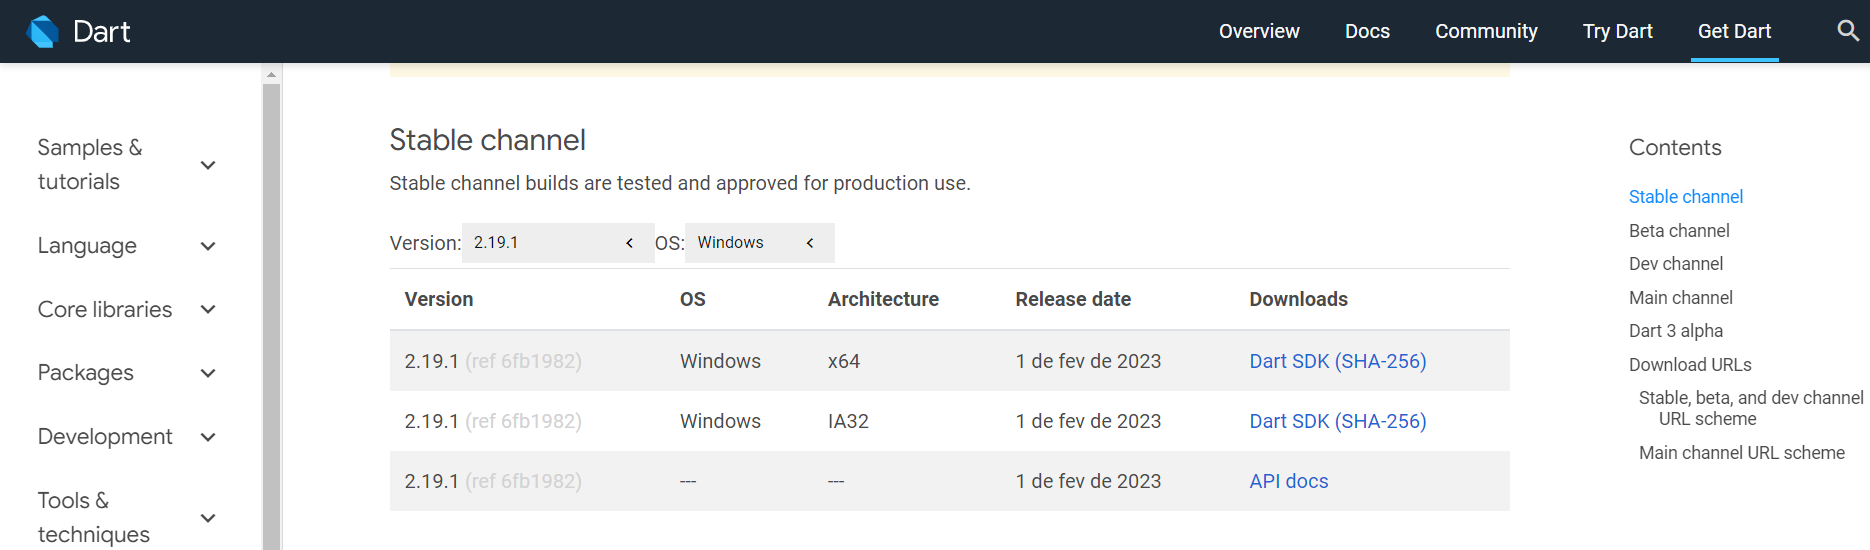 Dart
Overview Docs Community Try Dart Get Dart
Samples &
tutorials
Language
Core libraries
Packages
Development
Tools &
techniques
Stable channel
Stable channel builds are tested and approved for production use.
Version: 2.19.1 OS: Windows
Version OS Architecture Release date Downloads
2.19.1 (ref 6fb1982) Windows x64 1 de fev de 2023 Dart SDK (SHA-256)
2.19.1 (ref 6fb1982) Windows IA32 1 de fev de 2023 Dart SDK (SHA-256)
2.19.1 (ref 6fb1982) --- --- 1 de fev de 2023 API docs
Contents
Stable channel
Beta channel
Dev channel
Main channel
Dart 3 alpha
Download URLs
Stable, beta, and dev channel
URL scheme
Main channel URL scheme